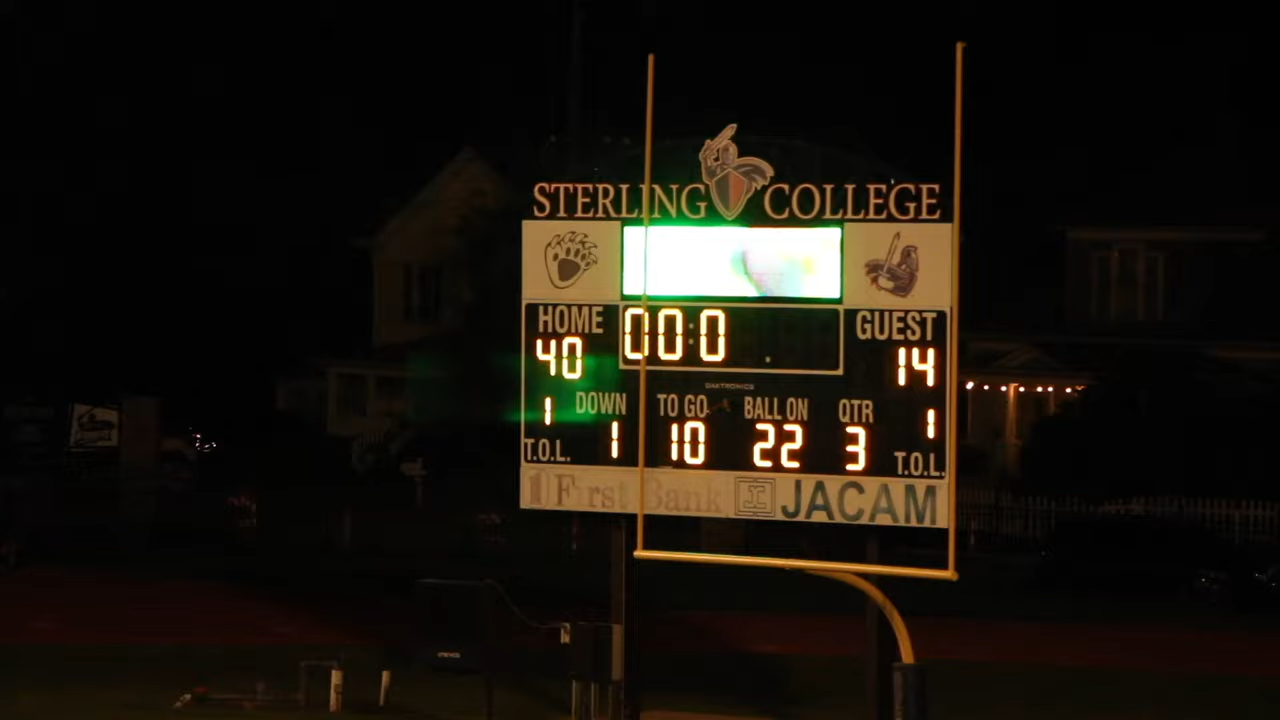 STERLING COLLEGE
HOME 00:0 GUEST
40 14
DAKTRONICS
1 DOWN TO GO BALL ON QTR 1
T.O.L. 1 10 22 3 T.O.L.
First Bank JACAM